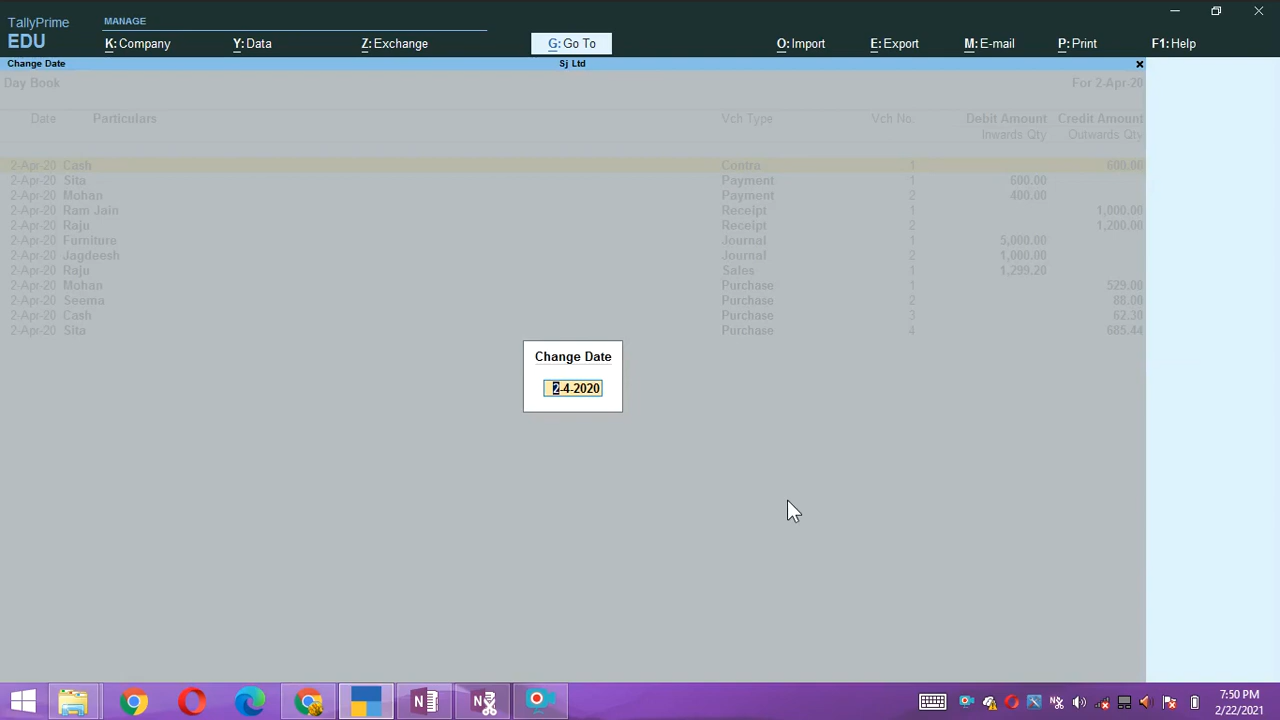 TallyPrime MANAGE
EDU K: Company Y: Data Z: Exchange G: Go To O: Import E: Export M: E-mail P: Print F1: Help
Change Date Sj Ltd ×
Day Book For 2-Apr-20
Date Particulars Vch Type Vch No. Debit Amount Credit Amount
Inwards Qty Outwards Qty
2-Apr-20 Cash Contra 1 600.00
2-Apr-20 Sita Payment 1 600.00
2-Apr-20 Mohan Payment 2 400.00
2-Apr-20 Ram Jain Receipt 1 1,000.00
2-Apr-20 Raju Receipt 2 1,200.00
2-Apr-20 Furniture Journal 1 5,000.00
2-Apr-20 Jagdeesh Journal 2 1,000.00
2-Apr-20 Raju Sales 1 1,299.20
2-Apr-20 Mohan Purchase 1 529.00
2-Apr-20 Seema Purchase 2 88.00
2-Apr-20 Cash Purchase 3 62.30
2-Apr-20 Sita Purchase 4 685.44
Change Date
2-4-2020
7:50 PM
2/22/2021